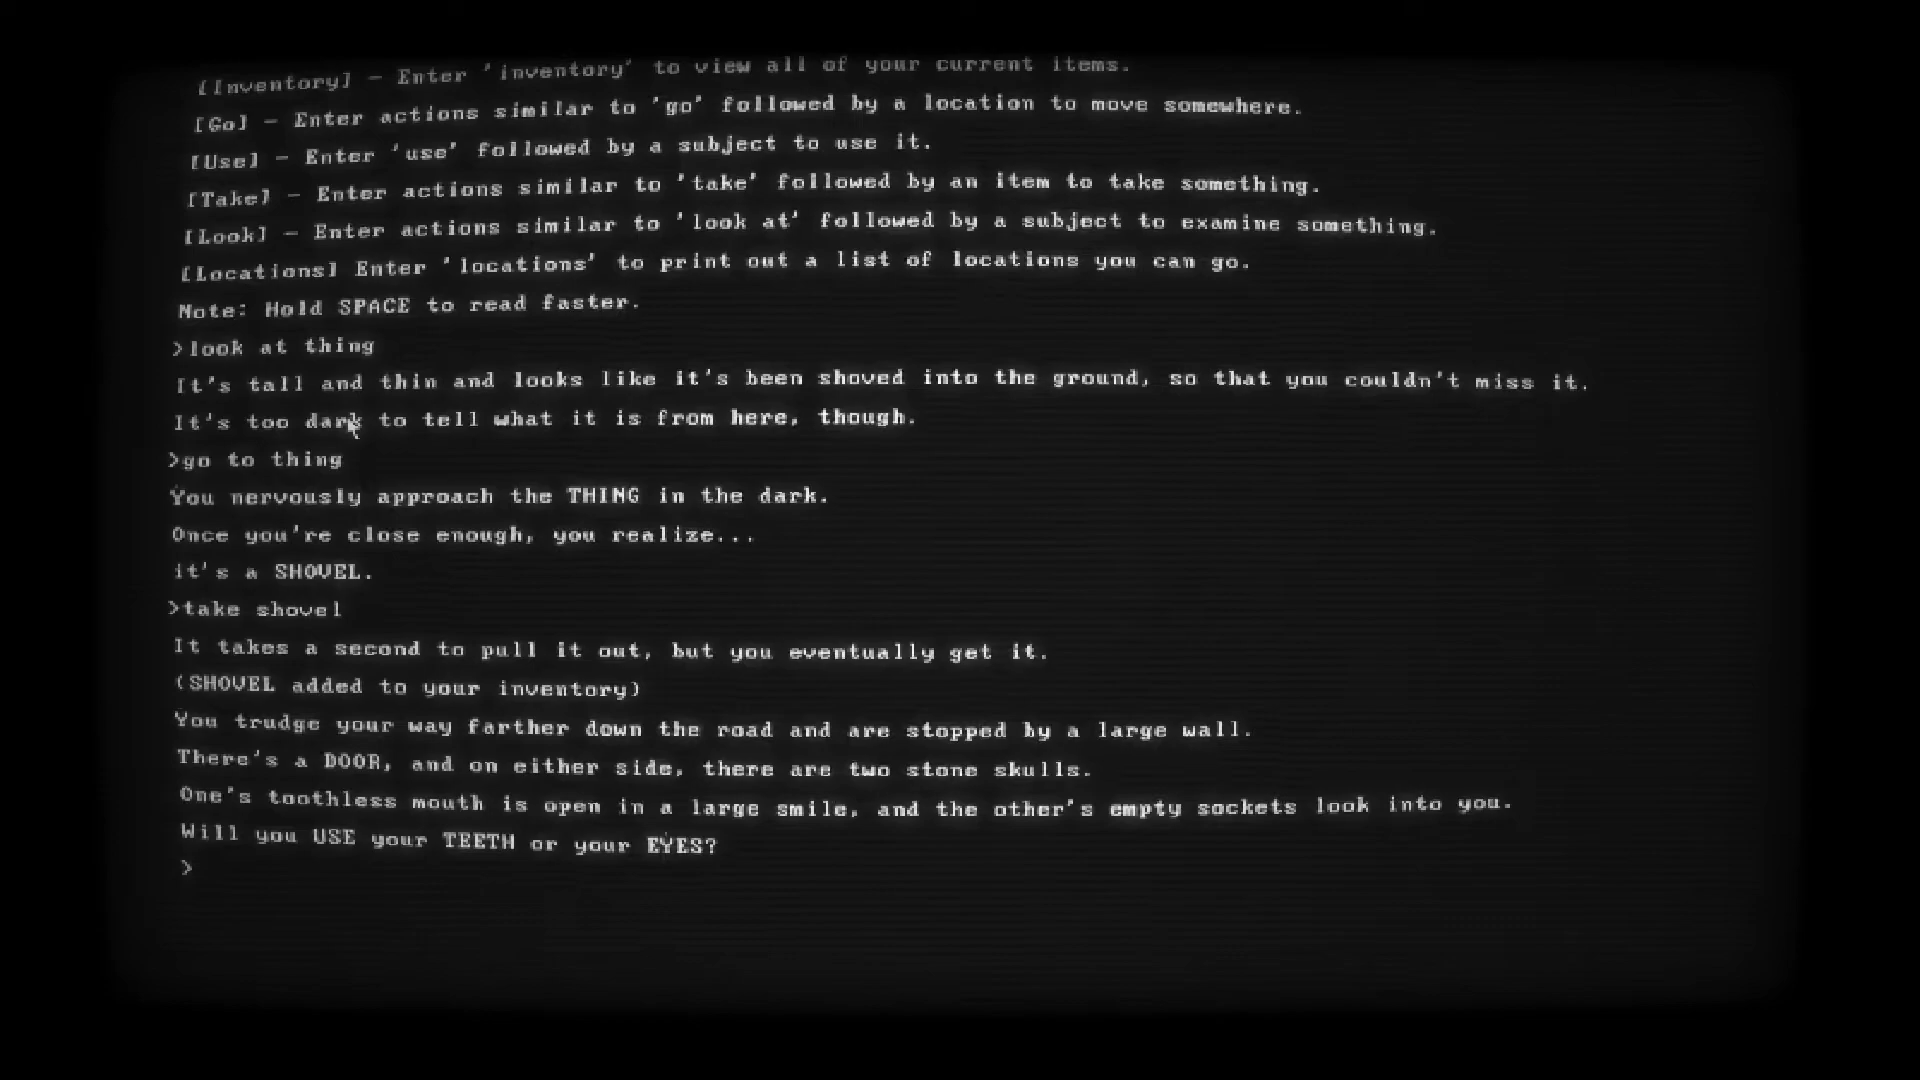 [Inventory] - Enter 'inventory' to view all of your current items.
[Go] - Enter actions similar to 'go' followed by a location to move somewhere.
[Use] - Enter 'use' followed by a subject to use it.
[Take] - Enter actions similar to 'take' followed by an item to take something.
[Look] - Enter actions similar to 'look at' followed by a subject to examine something.
[Locations] Enter 'locations' to print out a list of locations you can go.
Note: Hold SPACE to read faster.
>look at thing
It's tall and thin and looks like it's been shoved into the ground, so that you couldn't miss it.
It's too dark to tell what it is from here, though.
>go to thing
You nervously approach the THING in the dark.
Once you're close enough, you realize...
it's a SHOVEL.
>take shovel
It takes a second to pull it out, but you eventually get it.
(SHOVEL added to your inventory)
You trudge your way farther down the road and are stopped by a large wall.
There's a DOOR, and on either side, there are two stone skulls.
One's toothless mouth is open in a large smile, and the other's empty sockets look into you.
Will you USE your TEETH or your EYES?
>